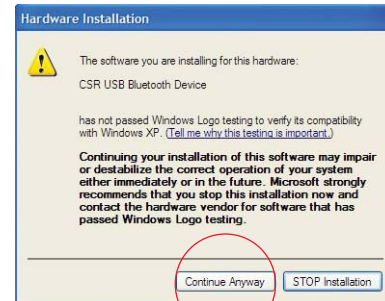 Hardware Installation
The software you are installing for this hardware:
CSR USB Bluetooth Device
has not passed Windows Logo testing to verify its compatibility
with Windows XP. (Tell me why this testing is important.)
Continuing your installation of this software may impair
or destabilize the correct operation of your system
either immediately or in the future. Microsoft strongly
recommends that you stop this installation now and
contact the hardware vendor for software that has
passed Windows Logo testing.
Continue Anyway
STOP Installation